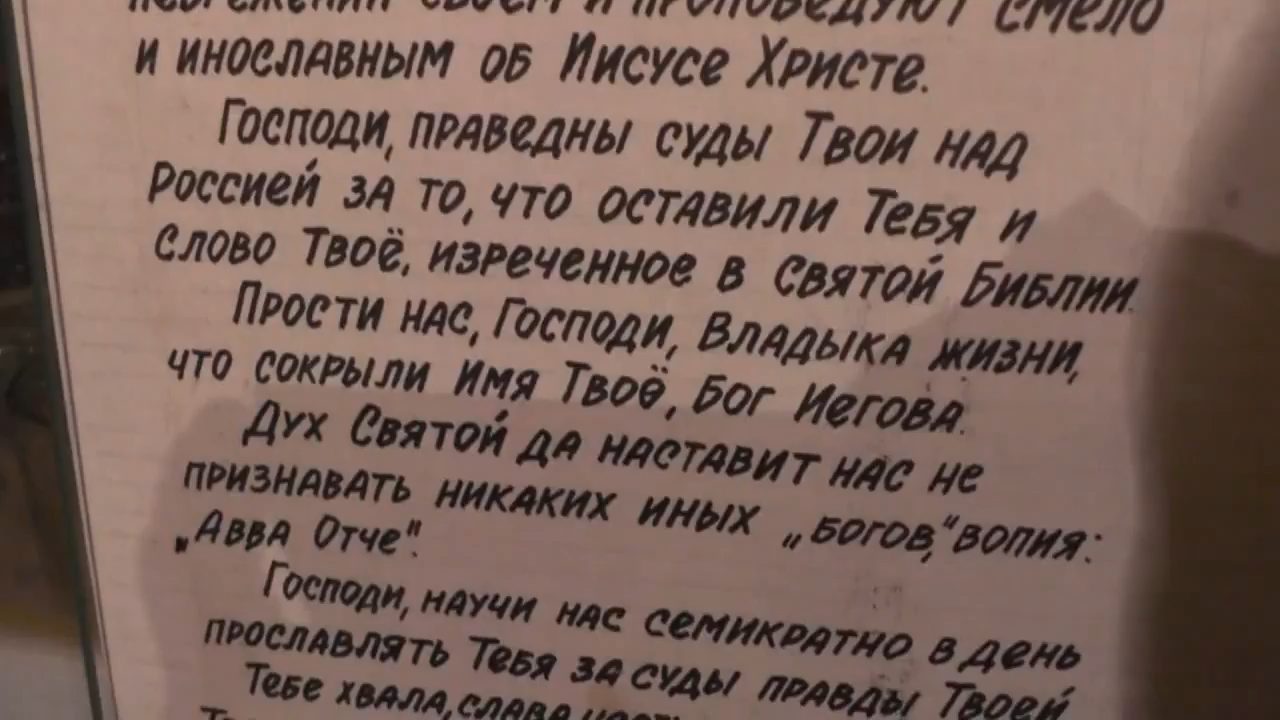 своём и проповедуют смело
и инославным об Иисусе Христе.
Господи, праведны суды Твои над
Россией за то, что оставили Тебя и
Слово Твоё, изреченное в Святой Библии.
Прости нас, Господи, Владыка жизни,
что сокрыли Имя Твоё, Бог Иегова.
Дух Святой да наставит нас не
признавать никаких иных „богов,“ вопия:
„Авва Отче".
Господи, научи нас семикратно в день
прославлять Тебя за суды правды Твоей
Тебе хвала, слава